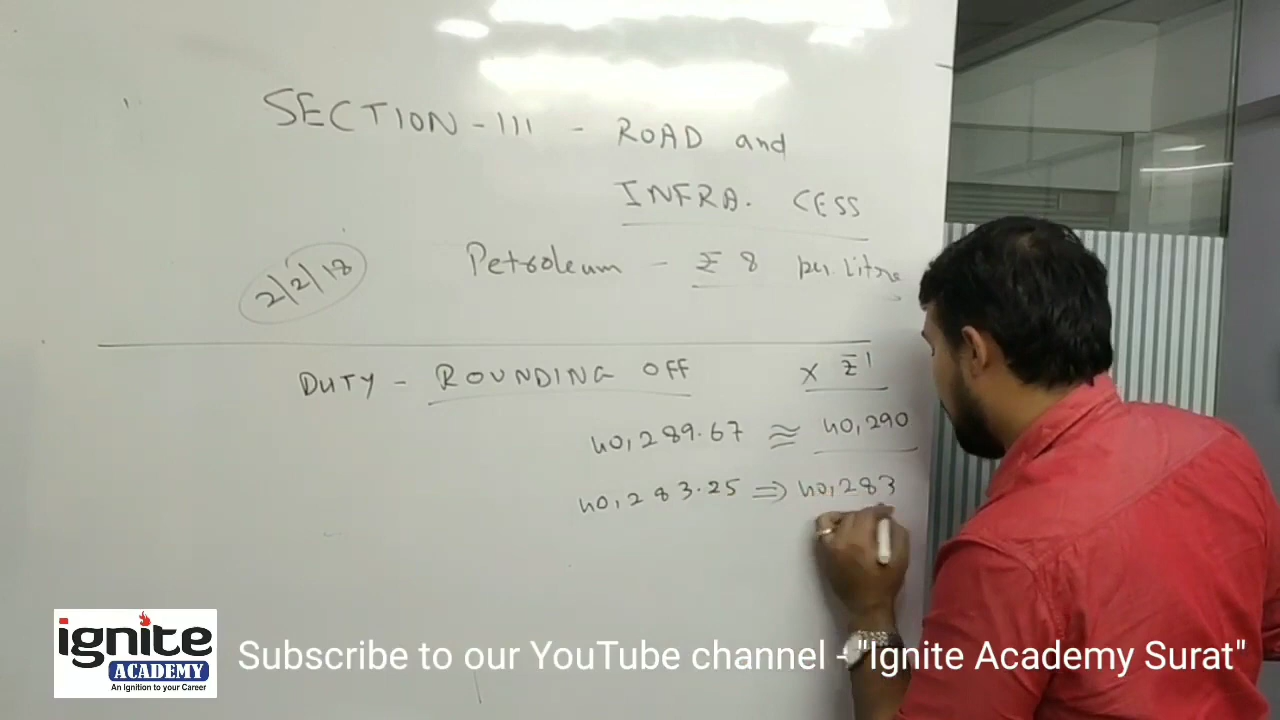 SECTION - III - ROAD and
INFRA. CESS
2/2/18
Petroleum - ₹ 8 per. Litre
DUTY - ROUNDING OFF x ₹ 1
40,289.67 ≈ 40,290
40,283.25 ⇒ 40,283
ignite
ACADEMY
An Ignition to your Career
Subscribe to our YouTube channel - "Ignite Academy Surat"